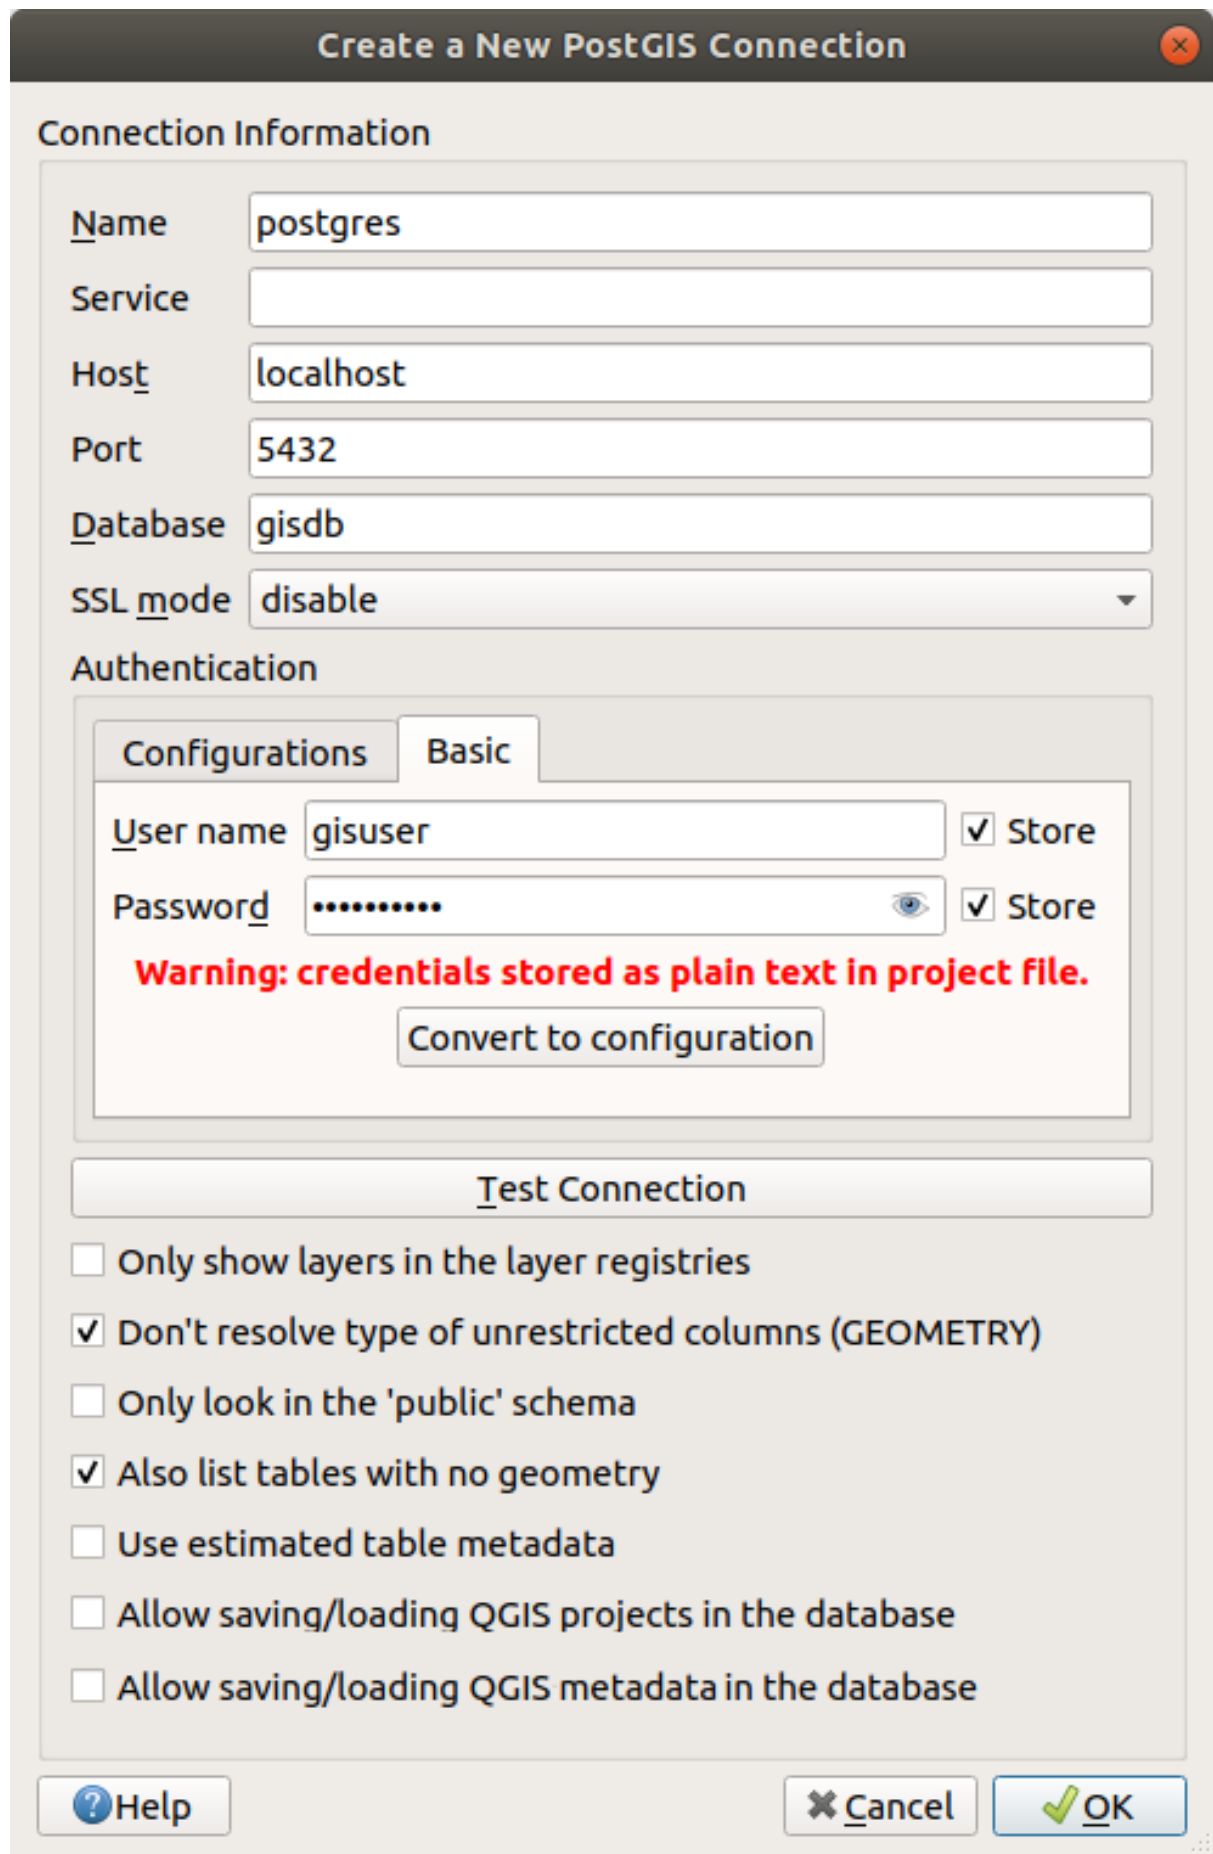 Create a New PostGIS Connection
Connection Information
Name postgres
Service
Host localhost
Port 5432
Database gisdb
SSL mode disable
Authentication
Configurations Basic
User name gisuser Store
Password •••••••••• Store
Warning: credentials stored as plain text in project file.
Convert to configuration
Test Connection
Only show layers in the layer registries
Don't resolve type of unrestricted columns (GEOMETRY)
Only look in the 'public' schema
Also list tables with no geometry
Use estimated table metadata
Allow saving/loading QGIS projects in the database
Allow saving/loading QGIS metadata in the database
Help Cancel OK